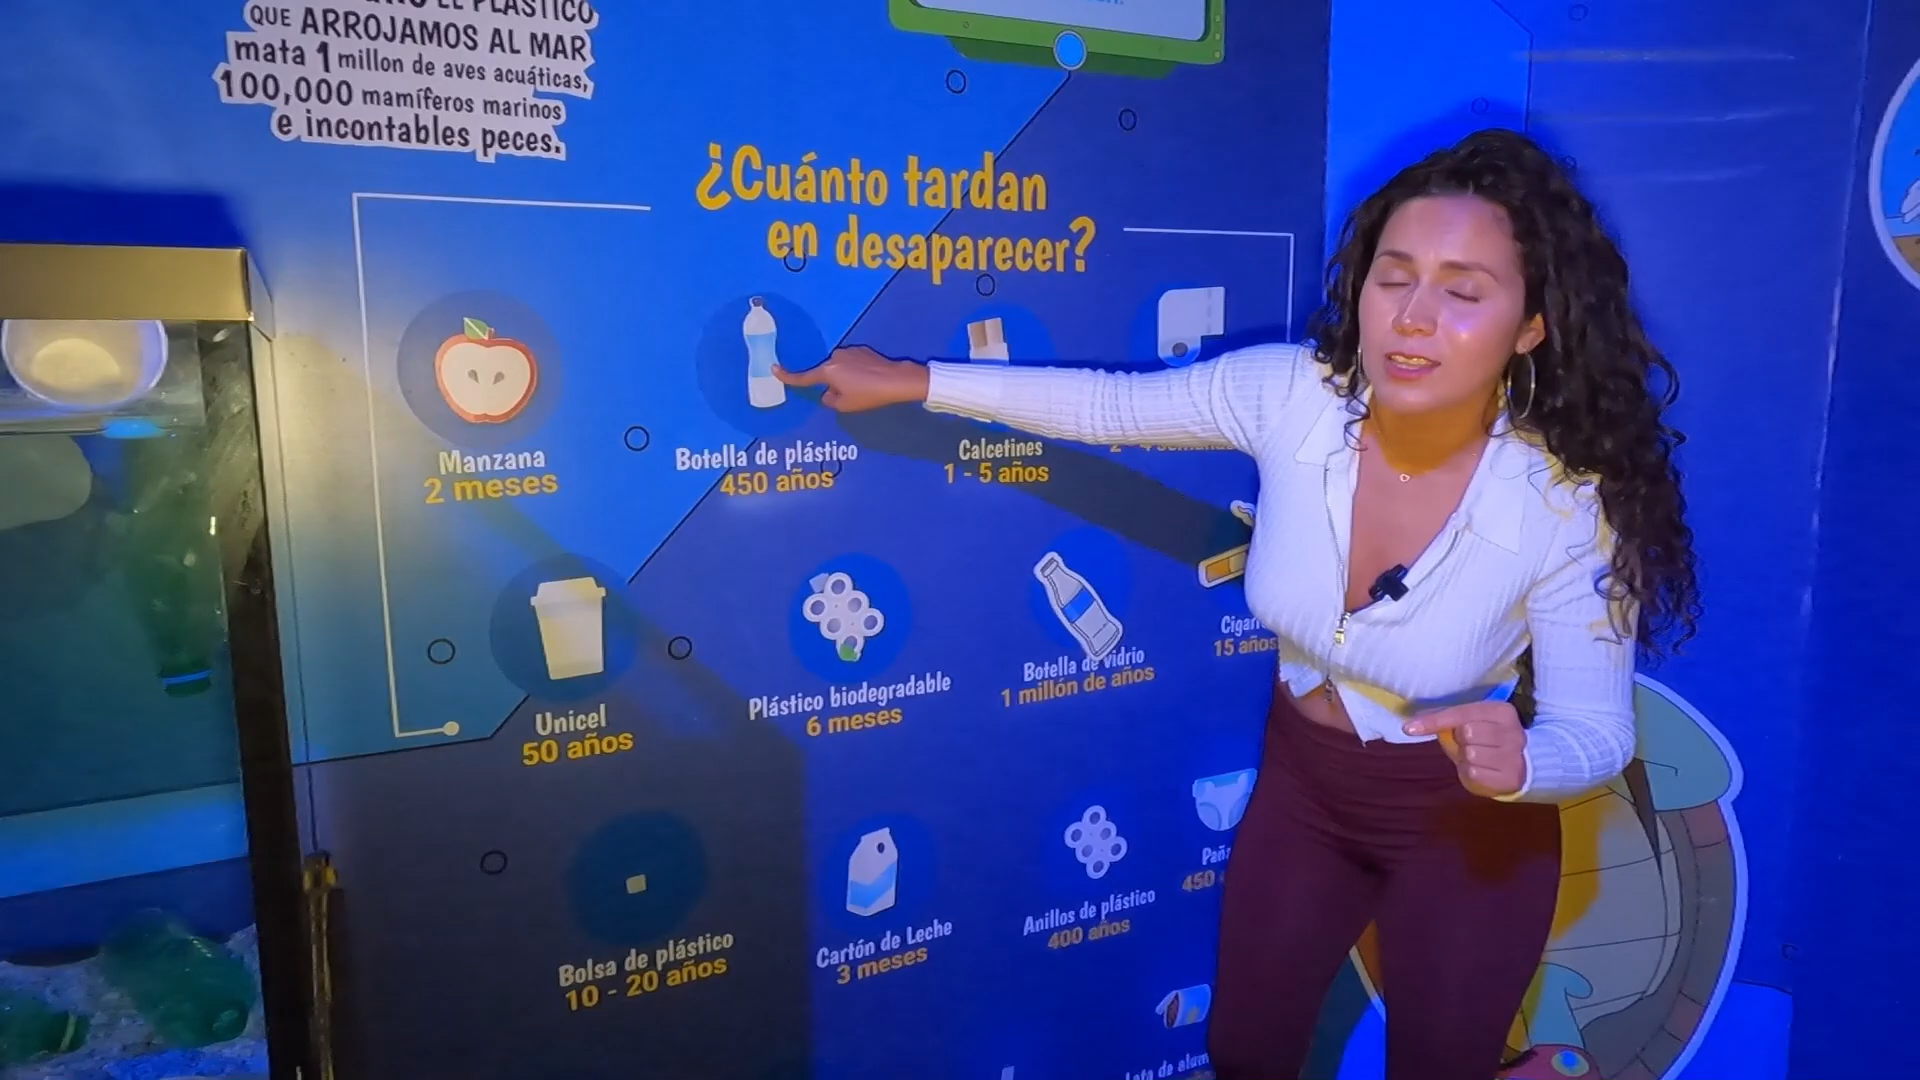 EL PLÁSTICO
QUE ARROJAMOS AL MAR
mata 1 millon de aves acuáticas,
100,000 mamíferos marinos
e incontables peces.
¿Cuánto tardan
en desaparecer?
Manzana
2 meses
Botella de plástico
450 años
Calcetines
1 - 5 años
Unicel
50 años
Plástico biodegradable
6 meses
Botella de vidrio
1 millón de años
15 años
Bolsa de plástico
10 - 20 años
Cartón de Leche
3 meses
Anillos de plástico
400 años
450
de